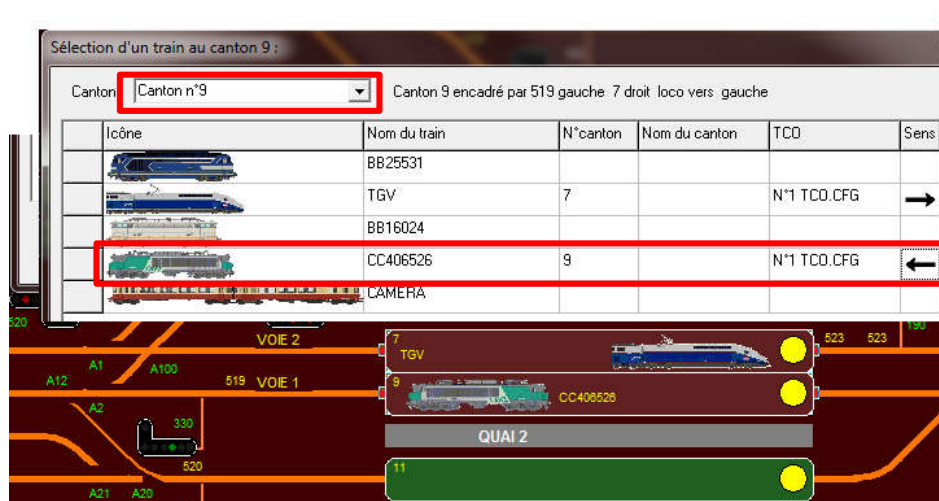 Sélection d'un train au canton 9 :
Canton Canton n°9 Canton 9 encadré par 519 gauche 7 droit loco vers gauche
Icône Nom du train N°canton Nom du canton TCO Sens
BB25531
TGV 7 N°1 TCO.CFG →
BB16024
CC406526 9 N°1 TCO.CFG ←
CAMERA
520 VOIE 2 7 523 523 190
A1 A100 TGV
A12 519 VOIE 1 9 CC406526
A2
330 QUAI 2
520 11
A21 A20